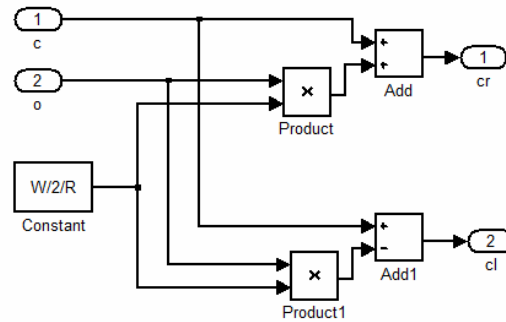 1
c
+
+
Add
1
cr
2
o
×
Product
W/2/R
Constant
+
−
Add1
2
cl
×
Product1